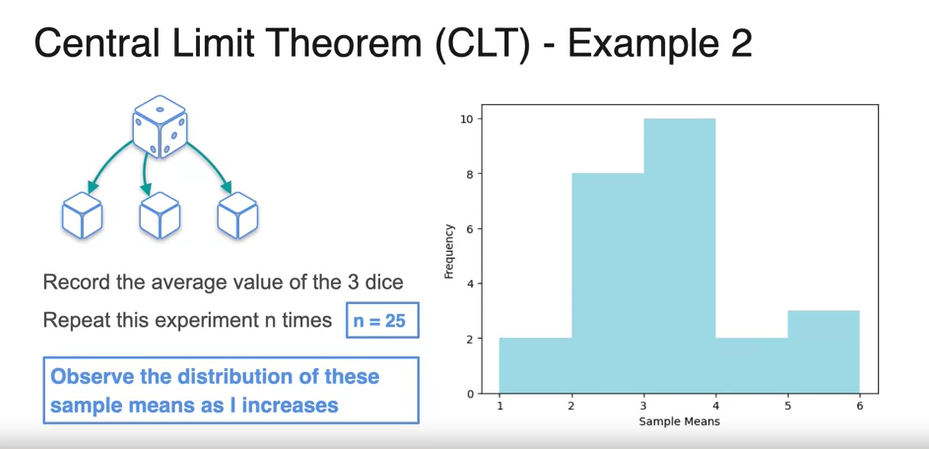 Central Limit Theorem (CLT) - Example 2
Record the average value of the 3 dice
Repeat this experiment n times
n = 25
Observe the distribution of these
sample means as I increases
10
8
6
4
2
0
Frequency
1
2
3
4
5
6
Sample Means